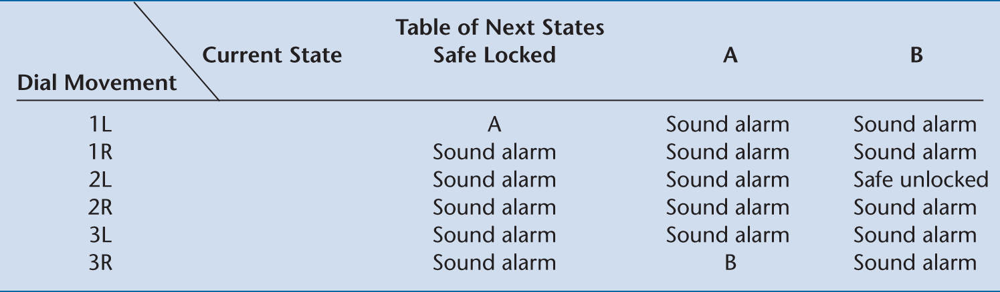 Table of Next States
Current State Safe Locked A B
Dial Movement
1L A Sound alarm Sound alarm
1R Sound alarm Sound alarm Sound alarm
2L Sound alarm Sound alarm Safe unlocked
2R Sound alarm Sound alarm Sound alarm
3L Sound alarm Sound alarm Sound alarm
3R Sound alarm B Sound alarm